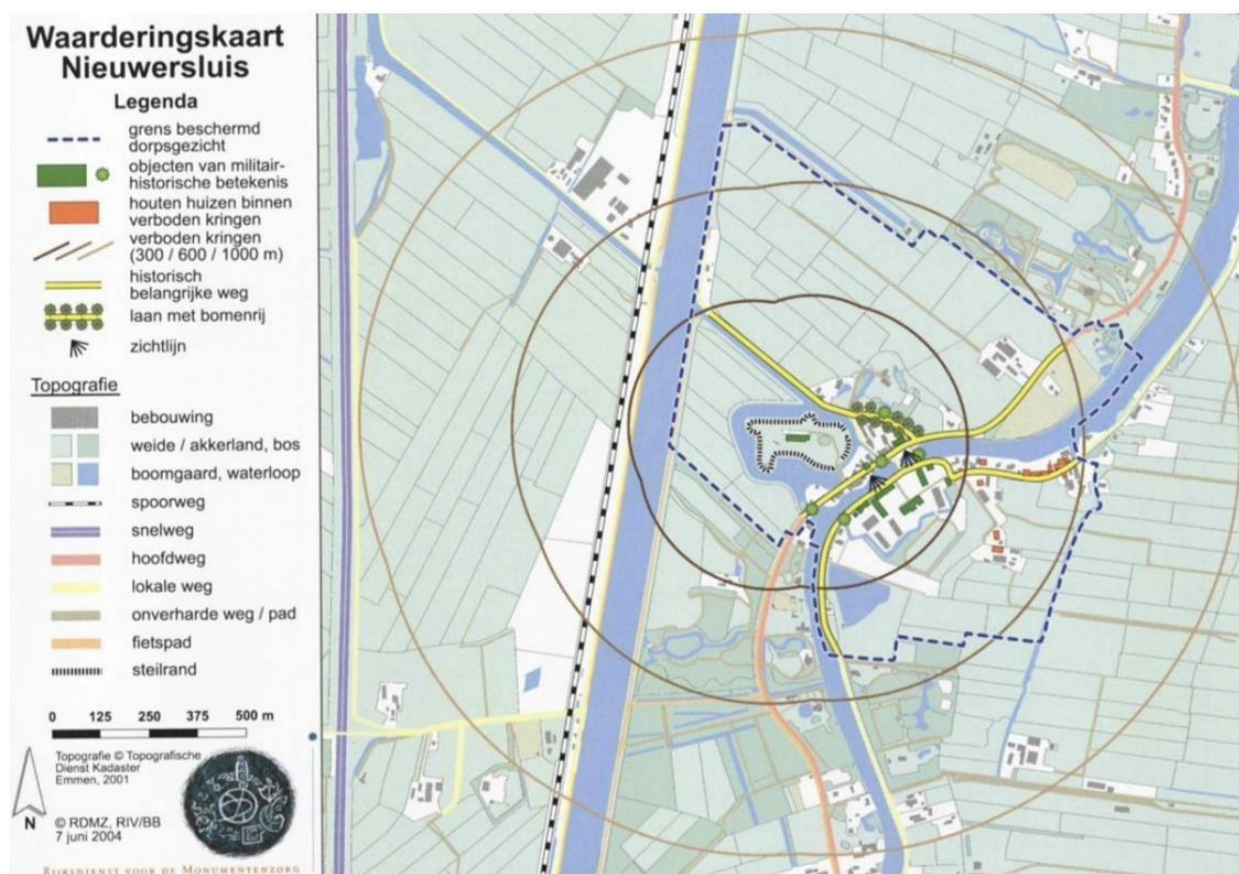 Waarderingskaart
Nieuwersluis
Legenda
grens beschermd
dorpsgezicht
objecten van militair-
historische betekenis
houten huizen binnen
verboden kringen
verboden kringen
(300 / 600 / 1000 m)
historisch
belangrijke weg
laan met bomenrij
zichtlijn
Topografie
bebouwing
weide / akkerland, bos
boomgaard, waterloop
spoorweg
snelweg
hoofdweg
lokale weg
onverharde weg / pad
fietspad
steilrand
0 125 250 375 500 m
Topografie © Topografische
Dienst Kadaster
Emmen, 2001
N
© RDMZ, RIV/BB
7 juni 2004
RIJKSDIENST VOOR DE MONUMENTENZORG